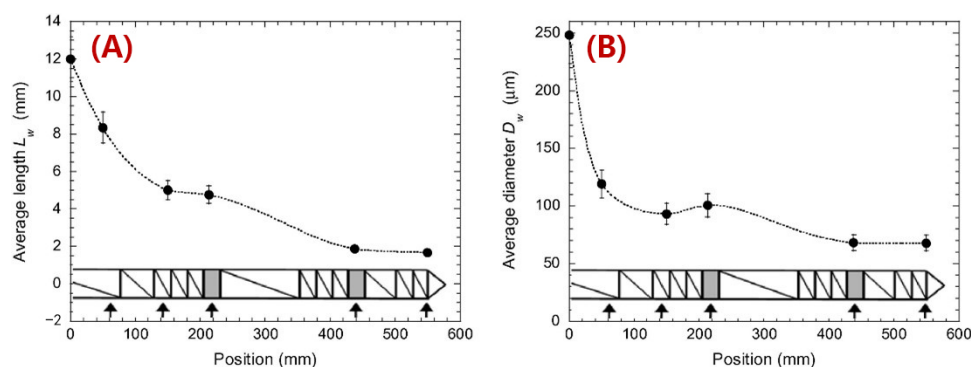 (A)
Average length Lw (mm)
14
12
10
8
6
4
2
0
−2
0 100 200 300 400 500 600
Position (mm)
(B)
Average diameter Dw (μm)
250
200
150
100
50
0
0 100 200 300 400 500 600
Position (mm)